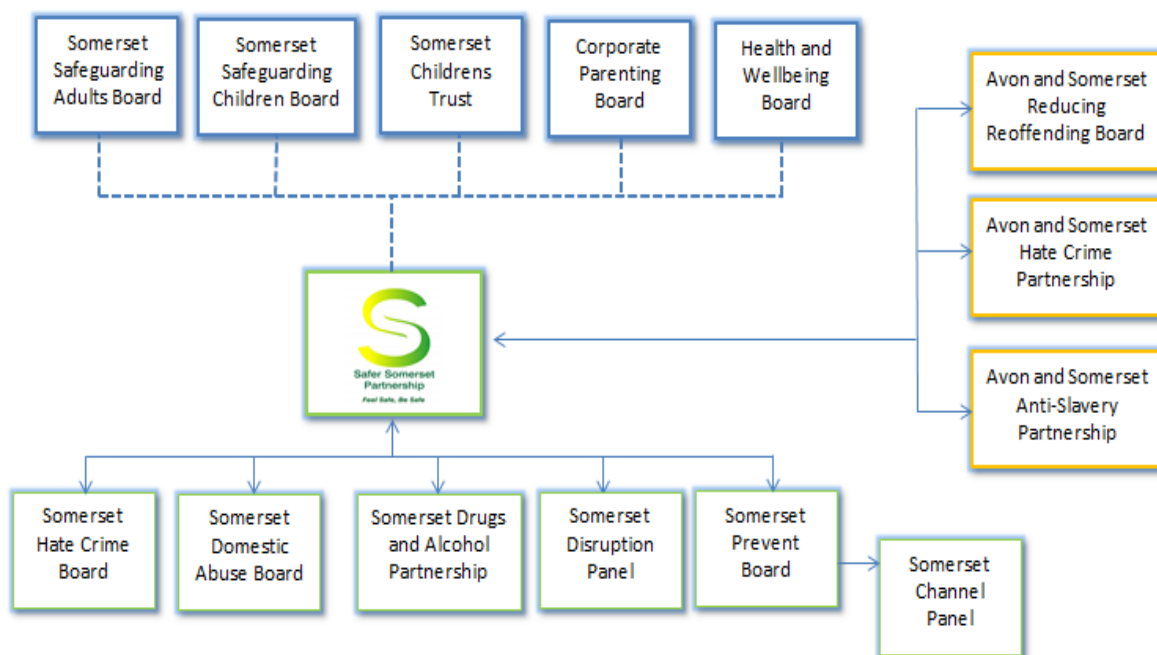 Somerset
Safeguarding
Adults Board
Somerset
Safeguarding
Children Board
Somerset
Childrens
Trust
Corporate
Parenting
Board
Health and
Wellbeing
Board
Avon and Somerset
Reducing
Reoffending Board
Avon and Somerset
Hate Crime
Partnership
Avon and Somerset
Anti-Slavery
Partnership
Safer Somerset
Partnership
Feel Safe, Be Safe
Somerset
Hate Crime
Board
Somerset
Domestic
Abuse Board
Somerset Drugs
and Alcohol
Partnership
Somerset
Disruption
Panel
Somerset
Prevent
Board
Somerset
Channel
Panel